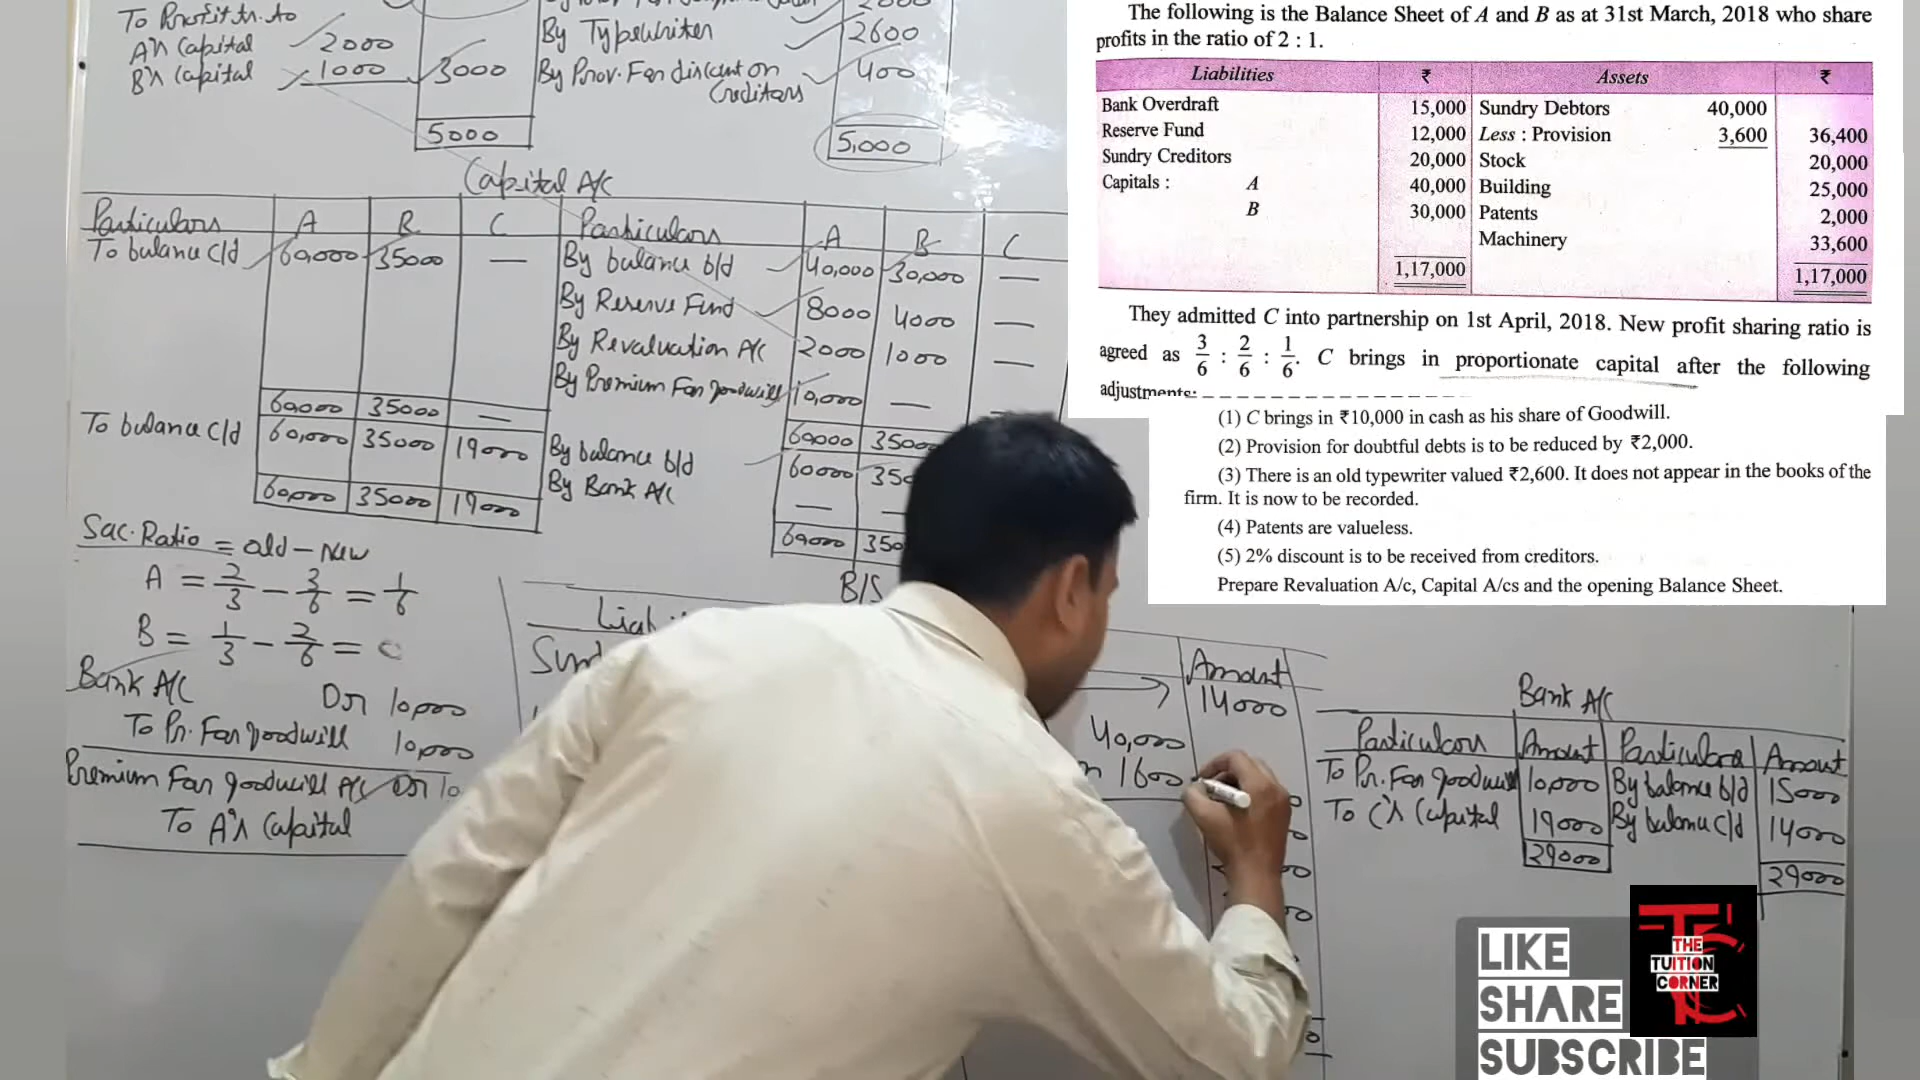 To Profit tr. to
A's Capital 2000
B's Capital 1000 3000
5000
By Typewriter 2600
By Prov. For discount on 400
Creditors
5,000
Capital A/C
Particulars A B C Particulars A B C
To balance c/d 60,000 35000 — By balance b/d 40,000 30,000 —
By Reserve Fund 8000 4000 —
By Revaluation A/C 2000 1000 —
By Premium For goodwill 10,000 —
60000 35000 — 60000 35000
To balance c/d 60,000 35000 19000 By balance b/d 60000
By Bank A/C —
60,000 35000 19000 60000
Sac. Ratio = old – New
A = 2/3 – 3/6 = 1/6
B = 1/3 – 2/6 =
Bank A/C Dr 10,000
To Pr. For goodwill 10,000
Premium For goodwill A/C Dr
To A's Capital
B/S
Amount
14000
40,000
1600
Bank A/C
Particulars Amount Particulars Amount
To Pr. For goodwill 10,000 By balance b/d 15000
To C's Capital 19000 By balance c/d 14000
29000 29000
The following is the Balance Sheet of A and B as at 31st March, 2018 who share
profits in the ratio of 2 : 1.
Liabilities ₹ Assets ₹
Bank Overdraft 15,000 Sundry Debtors 40,000
Reserve Fund 12,000 Less : Provision 3,600 36,400
Sundry Creditors 20,000 Stock 20,000
Capitals : A 40,000 Building 25,000
B 30,000 Patents 2,000
Machinery 33,600
1,17,000 1,17,000
They admitted C into partnership on 1st April, 2018. New profit sharing ratio is
agreed as 3/6 : 2/6 : 1/6. C brings in proportionate capital after the following
adjustments:
(1) C brings in ₹10,000 in cash as his share of Goodwill.
(2) Provision for doubtful debts is to be reduced by ₹2,000.
(3) There is an old typewriter valued ₹2,600. It does not appear in the books of the
firm. It is now to be recorded.
(4) Patents are valueless.
(5) 2% discount is to be received from creditors.
Prepare Revaluation A/c, Capital A/cs and the opening Balance Sheet.
LIKE
SHARE
SUBSCRIBE
THE
TUITION
CORNER